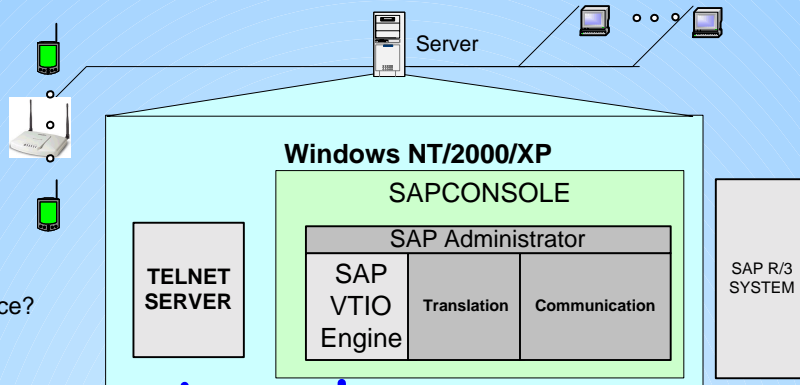 Server
Windows NT/2000/XP
SAPCONSOLE
SAP Administrator
TELNET
SERVER
SAP
VTIO
Engine
Translation
Communication
SAP R/3
SYSTEM
ce?